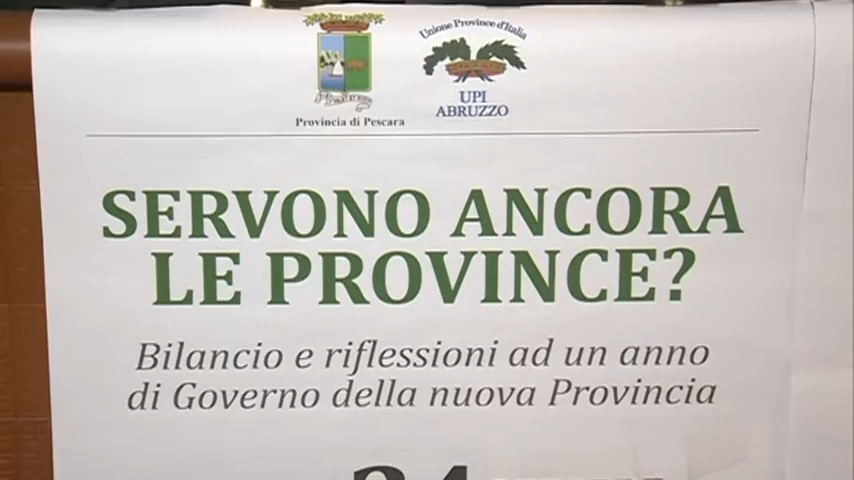 Unione Province d'Italia
UPI
ABRUZZO
Provincia di Pescara
SERVONO ANCORA
LE PROVINCE?
Bilancio e riflessioni ad un anno
di Governo della nuova Provincia